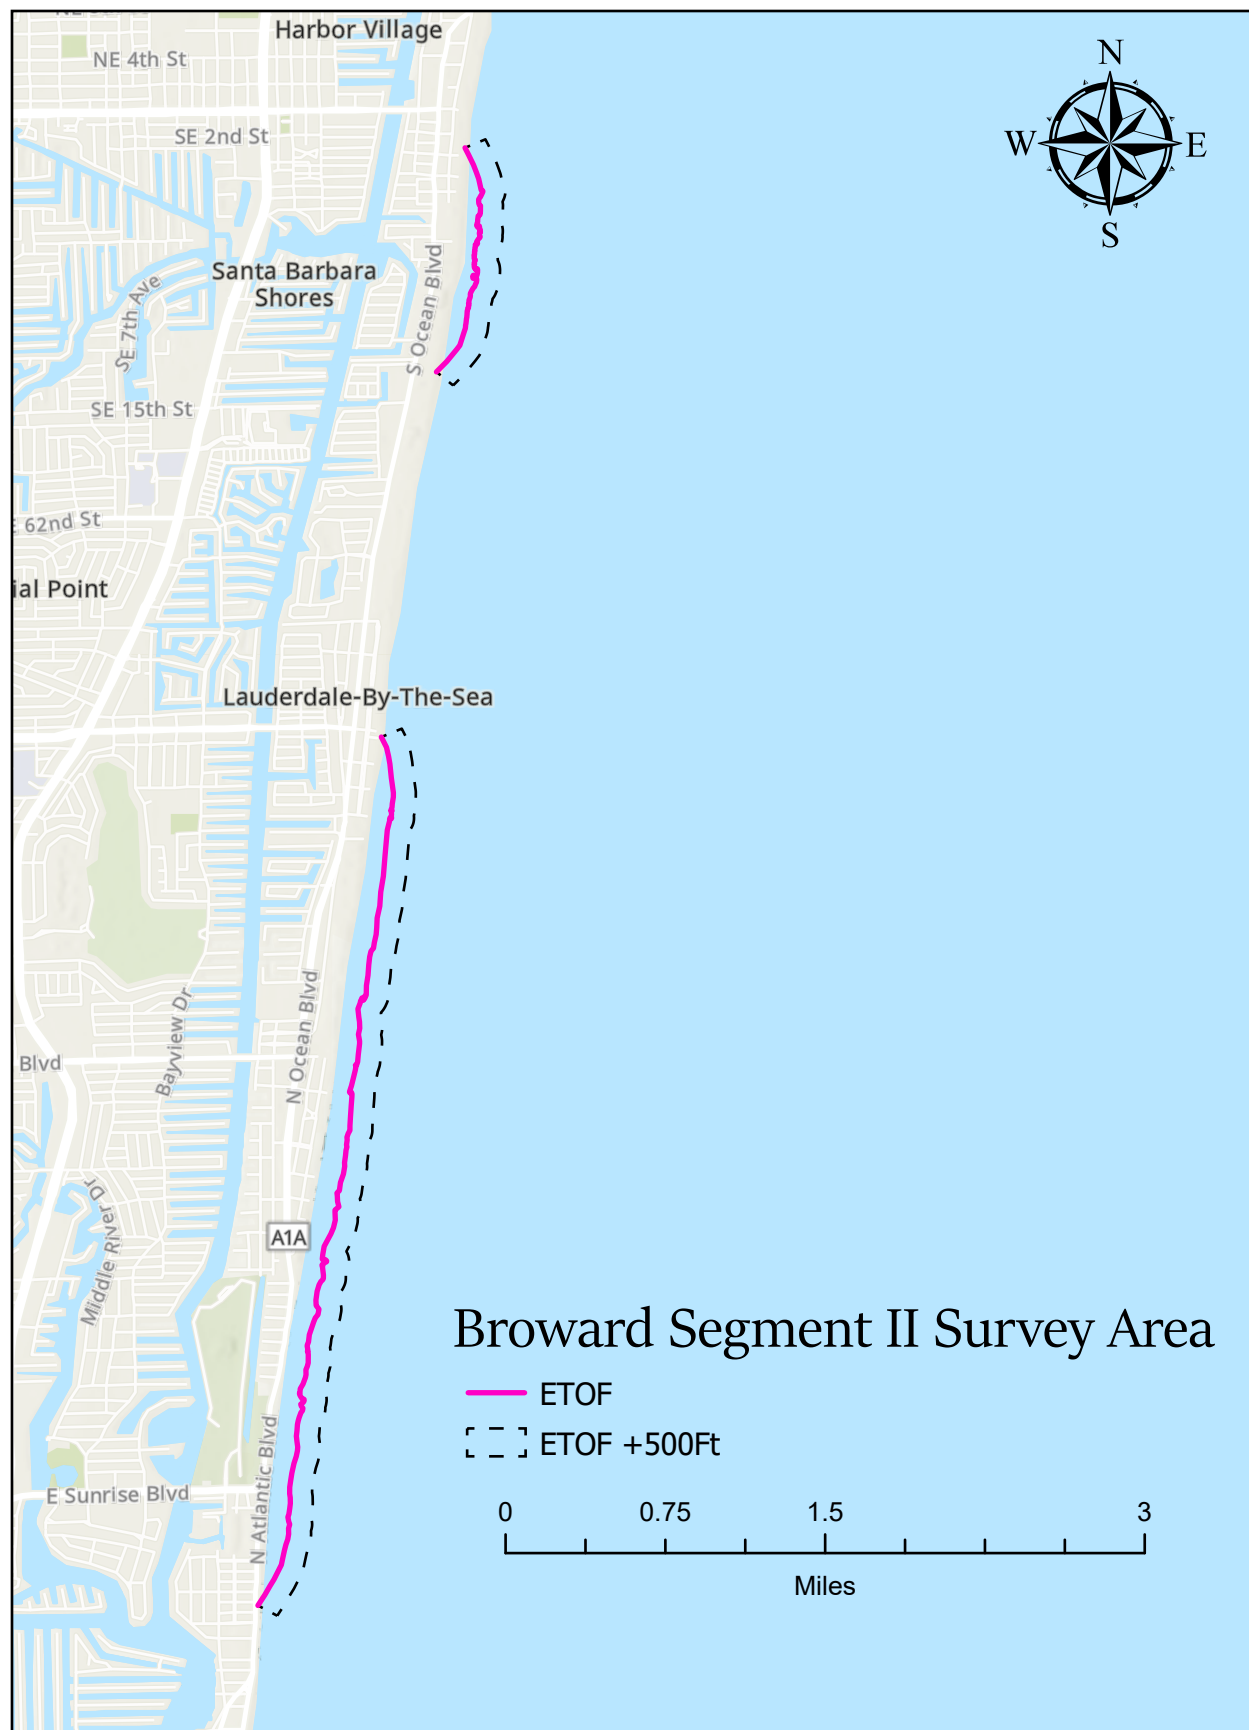 Harbor Village
NE 4th St
N
W
E
S
SE 2nd St
Santa Barbara
Shores
S Ocean Blvd
SE 7th Ave
SE 15th St
62nd St
ial Point
Lauderdale-By-The-Sea
Bayview Dr
N Ocean Blvd
Blvd
Middle River Dr
A1A
Broward Segment II Survey Area
ETOF
ETOF +500Ft
N Atlantic Blvd
E Sunrise Blvd
0 0.75 1.5 3
Miles